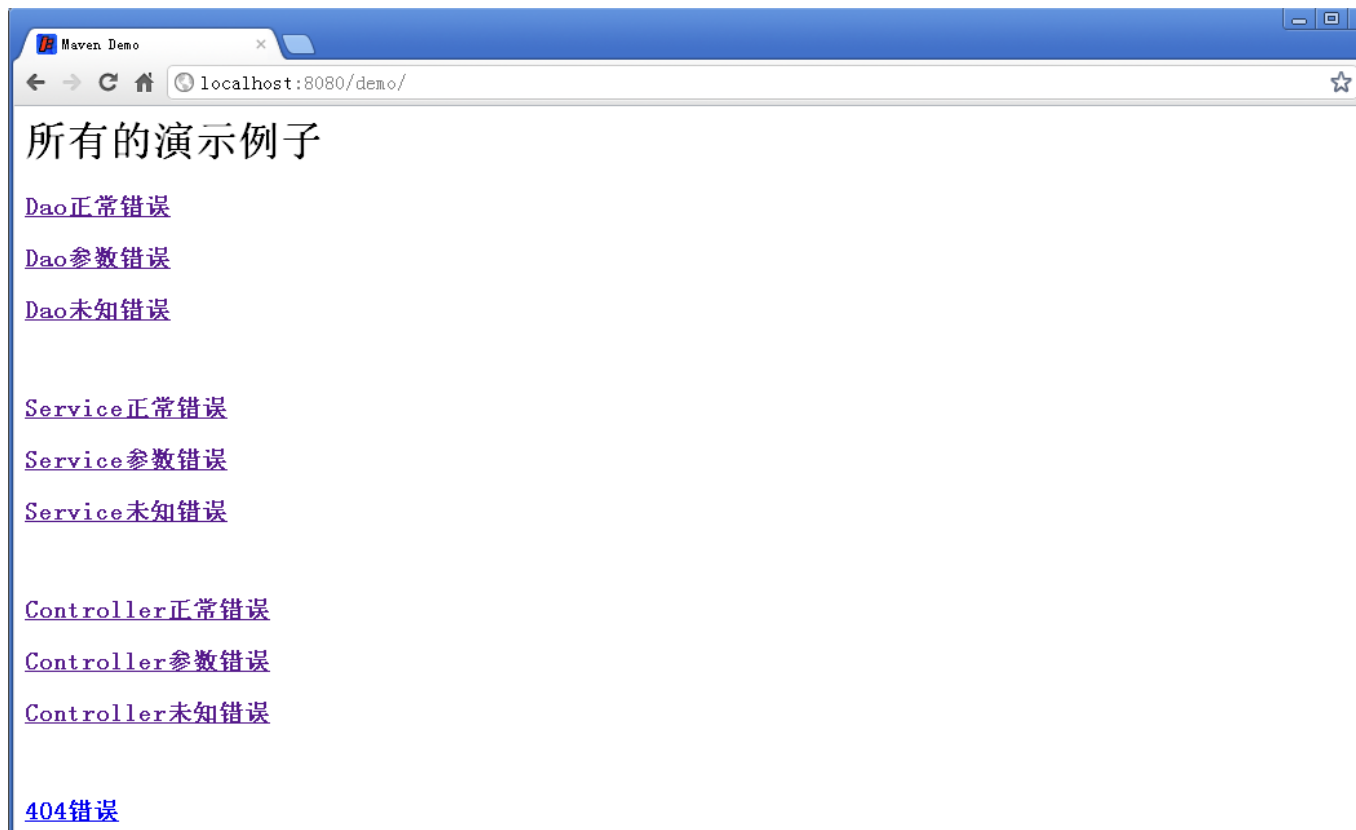 Maven Demo
localhost:8080/demo/
所有的演示例子
Dao正常错误
Dao参数错误
Dao未知错误
Service正常错误
Service参数错误
Service未知错误
Controller正常错误
Controller参数错误
Controller未知错误
404错误